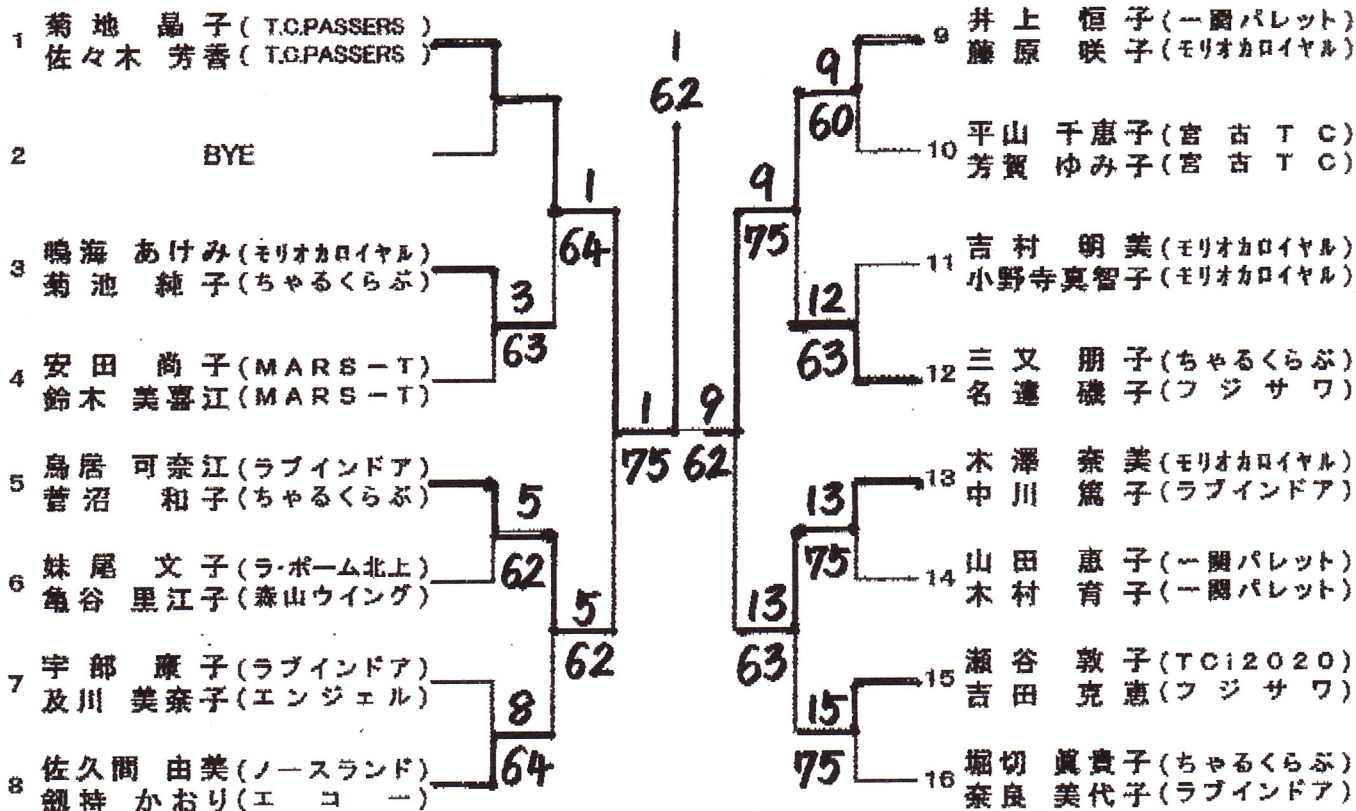 1 菊地 晶子(T.C.PASSERS)
佐々木 芳香(T.C.PASSERS)
2 BYE
3 鳴海 あけみ(モリオカロイヤル)
菊池 純子(ちゃるくらぶ)
4 安田 尚子(MARS-T)
鈴木 美喜江(MARS-T)
5 鳥居 可奈江(ラブインドア)
菅沼 和子(ちゃるくらぶ)
6 妹尾 文子(ラ・ポーム北上)
亀谷 里江子(森山ウイング)
7 宇部 康子(ラブインドア)
及川 美奈子(エンジェル)
8 佐久間 由美(ノースランド)
釼持 かおり(エコー)
3
63
5
62
8
64
1
64
5
62
1
75
1
62
9
62
9
75
13
63
9
60
12
63
13
75
15
75
9 井上 恒子(一関パレット)
藤原 咲子(モリオカロイヤル)
10 平山 千恵子(宮古TC)
芳賀 ゆみ子(宮古TC)
11 吉村 明美(モリオカロイヤル)
小野寺真智子(モリオカロイヤル)
12 三又 朋子(ちゃるくらぶ)
名達 磯子(フジサワ)
13 木澤 奈美(モリオカロイヤル)
中川 篤子(ラブインドア)
14 山田 恵子(一関パレット)
木村 育子(一関パレット)
15 瀬谷 敦子(TCi2020)
吉田 克恵(フジサワ)
16 堀切 眞貴子(ちゃるくらぶ)
奈良 美代子(ラブインドア)